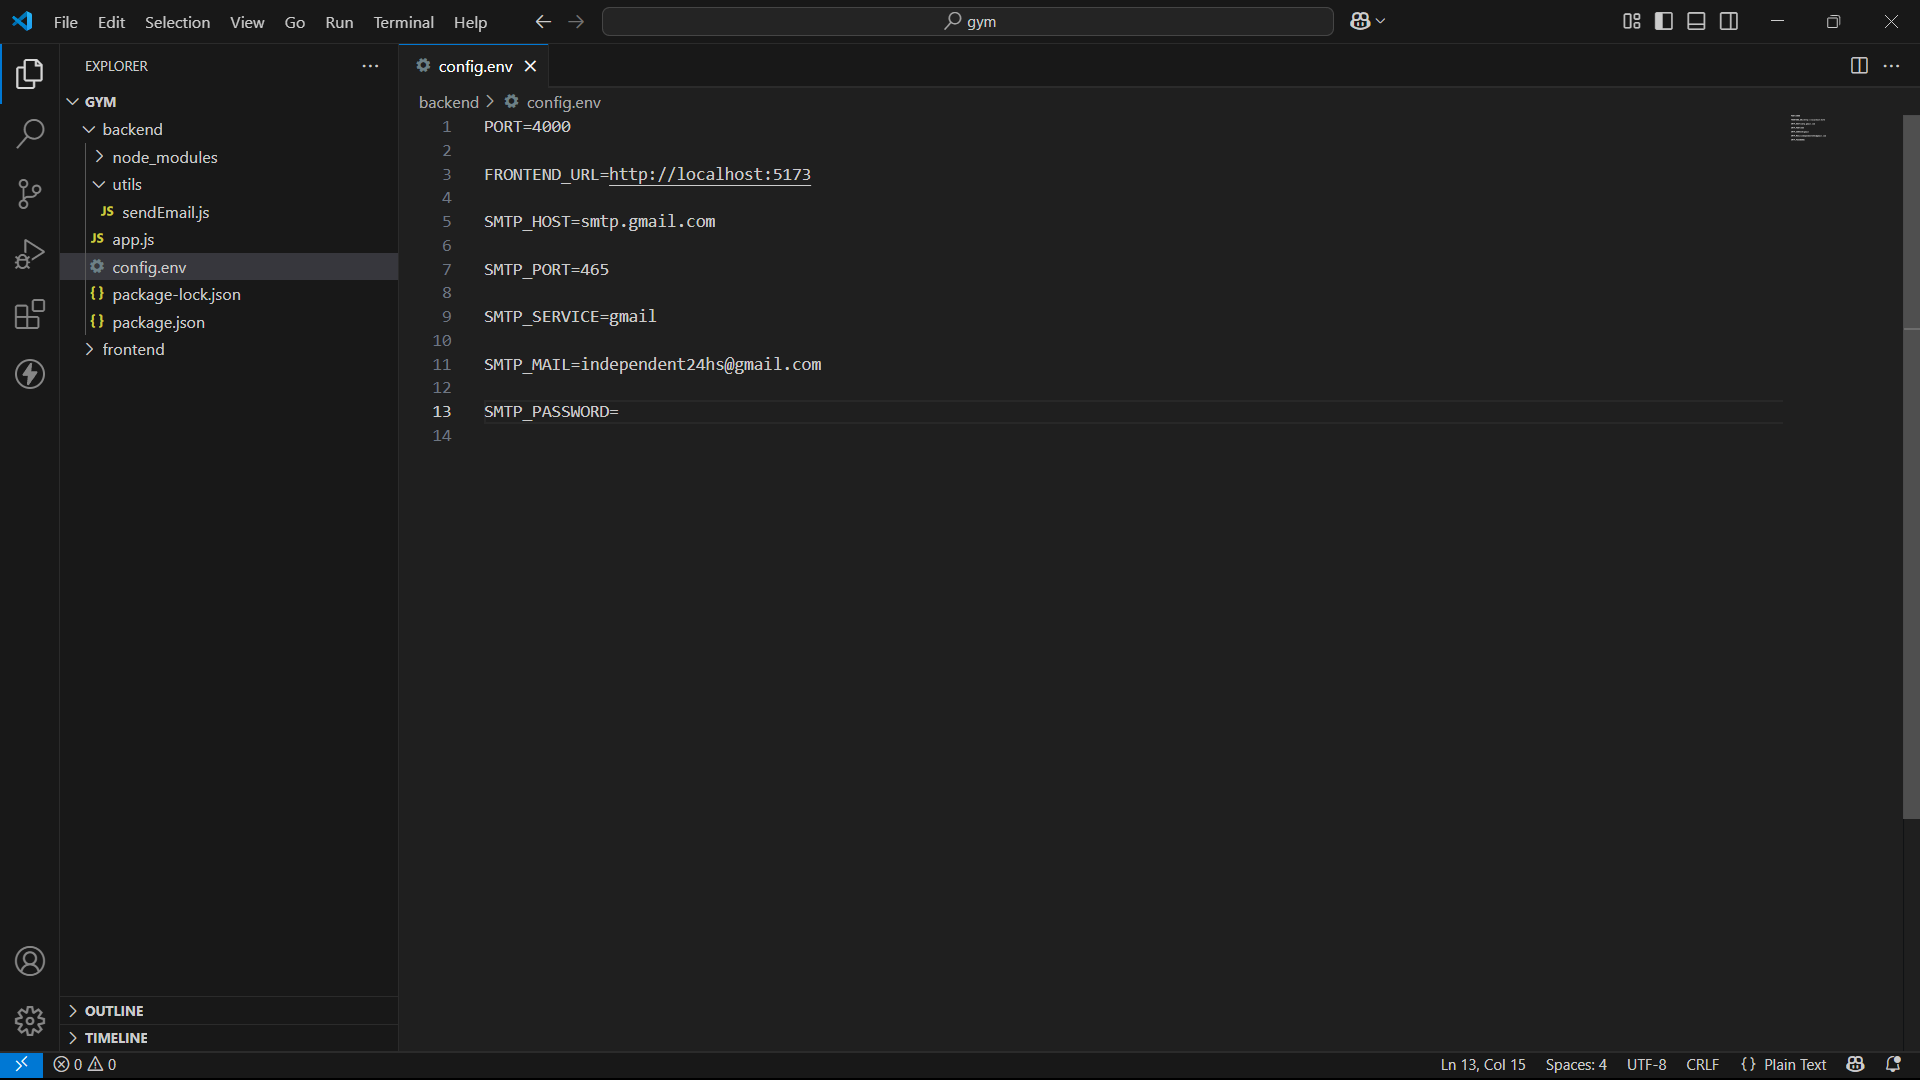 File Edit Selection View Go Run Terminal Help
gym
EXPLORER
GYM
backend
node_modules
utils
JS sendEmail.js
JS app.js
config.env
{} package-lock.json
{} package.json
frontend
OUTLINE
TIMELINE
config.env
backend > config.env
1 PORT=4000
2
3 FRONTEND_URL=http://localhost:5173
4
5 SMTP_HOST=smtp.gmail.com
6
7 SMTP_PORT=465
8
9 SMTP_SERVICE=gmail
10
11 SMTP_MAIL=independent24hs@gmail.com
12
13 SMTP_PASSWORD=
14
0 0
Ln 13, Col 15 Spaces: 4 UTF-8 CRLF {} Plain Text